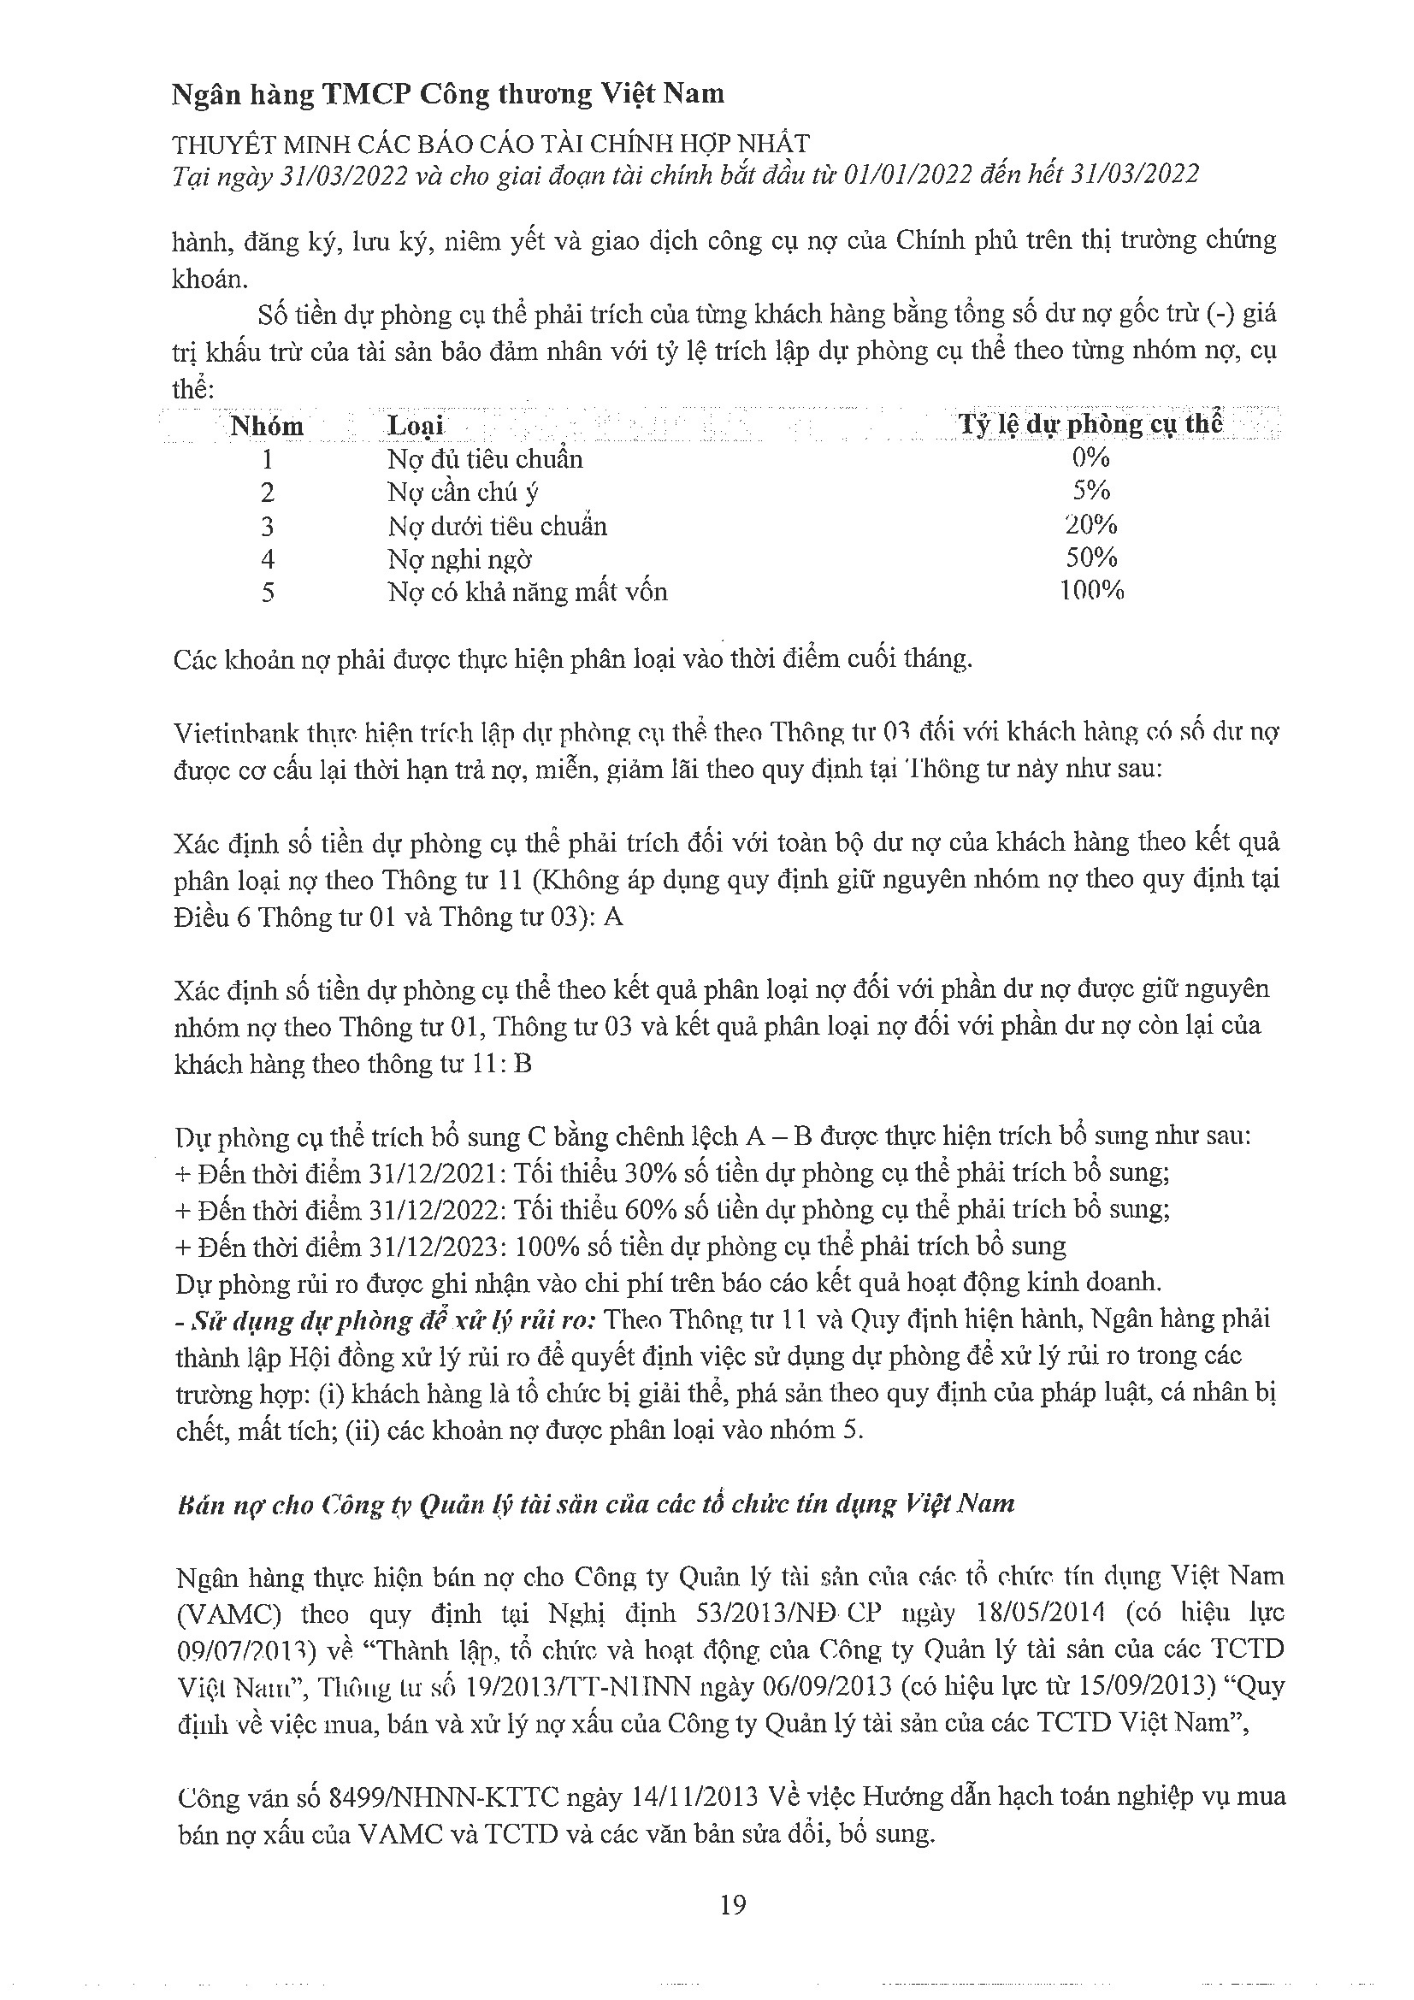 Ngân hàng TMCP Công thương Việt Nam
THUYẾT MINH CÁC BÁO CÁO TÀI CHÍNH HỢP NHẤT
Tại ngày 31/03/2022 và cho giai đoạn tài chính bắt đầu từ 01/01/2022 đến hết 31/03/2022
hành, đăng ký, lưu ký, niêm yết và giao dịch công cụ nợ của Chính phủ trên thị trường chứng
khoán.
Số tiền dự phòng cụ thể phải trích của từng khách hàng bằng tổng số dư nợ gốc trừ (-) giá
trị khấu trừ của tài sản bảo đảm nhân với tỷ lệ trích lập dự phòng cụ thể theo từng nhóm nợ, cụ
thể:
Nhóm Loại Tỷ lệ dự phòng cụ thể
1 Nợ đủ tiêu chuẩn 0%
2 Nợ cần chú ý 5%
3 Nợ dưới tiêu chuẩn 20%
4 Nợ nghi ngờ 50%
5 Nợ có khả năng mất vốn 100%
Các khoản nợ phải được thực hiện phân loại vào thời điểm cuối tháng.
Vietinbank thực hiện trích lập dự phòng cụ thể theo Thông tư 03 đối với khách hàng có số dư nợ
được cơ cấu lại thời hạn trả nợ, miễn, giảm lãi theo quy định tại Thông tư này như sau:
Xác định số tiền dự phòng cụ thể phải trích đối với toàn bộ dư nợ của khách hàng theo kết quả
phân loại nợ theo Thông tư 11 (Không áp dụng quy định giữ nguyên nhóm nợ theo quy định tại
Điều 6 Thông tư 01 và Thông tư 03): A
Xác định số tiền dự phòng cụ thể theo kết quả phân loại nợ đối với phần dư nợ được giữ nguyên
nhóm nợ theo Thông tư 01, Thông tư 03 và kết quả phân loại nợ đối với phần dư nợ còn lại của
khách hàng theo thông tư 11: B
Dự phòng cụ thể trích bổ sung C bằng chênh lệch A – B được thực hiện trích bổ sung như sau:
+ Đến thời điểm 31/12/2021: Tối thiểu 30% số tiền dự phòng cụ thể phải trích bổ sung;
+ Đến thời điểm 31/12/2022: Tối thiểu 60% số tiền dự phòng cụ thể phải trích bổ sung;
+ Đến thời điểm 31/12/2023: 100% số tiền dự phòng cụ thể phải trích bổ sung
Dự phòng rủi ro được ghi nhận vào chi phí trên báo cáo kết quả hoạt động kinh doanh.
- Sử dụng dự phòng để xử lý rủi ro: Theo Thông tư 11 và Quy định hiện hành, Ngân hàng phải
thành lập Hội đồng xử lý rủi ro để quyết định việc sử dụng dự phòng để xử lý rủi ro trong các
trường hợp: (i) khách hàng là tổ chức bị giải thể, phá sản theo quy định của pháp luật, cá nhân bị
chết, mất tích; (ii) các khoản nợ được phân loại vào nhóm 5.
Bán nợ cho Công ty Quản lý tài sản của các tổ chức tín dụng Việt Nam
Ngân hàng thực hiện bán nợ cho Công ty Quản lý tài sản của các tổ chức tín dụng Việt Nam
(VAMC) theo quy định tại Nghị định 53/2013/NĐ-CP ngày 18/05/2014 (có hiệu lực
09/07/2013) về “Thành lập, tổ chức và hoạt động của Công ty Quản lý tài sản của các TCTD
Việt Nam”, Thông tư số 19/2013/TT-NHNN ngày 06/09/2013 (có hiệu lực từ 15/09/2013) “Quy
định về việc mua, bán và xử lý nợ xấu của Công ty Quản lý tài sản của các TCTD Việt Nam”,
Công văn số 8499/NHNN-KTTC ngày 14/11/2013 Về việc Hướng dẫn hạch toán nghiệp vụ mua
bán nợ xấu của VAMC và TCTD và các văn bản sửa đổi, bổ sung.
19